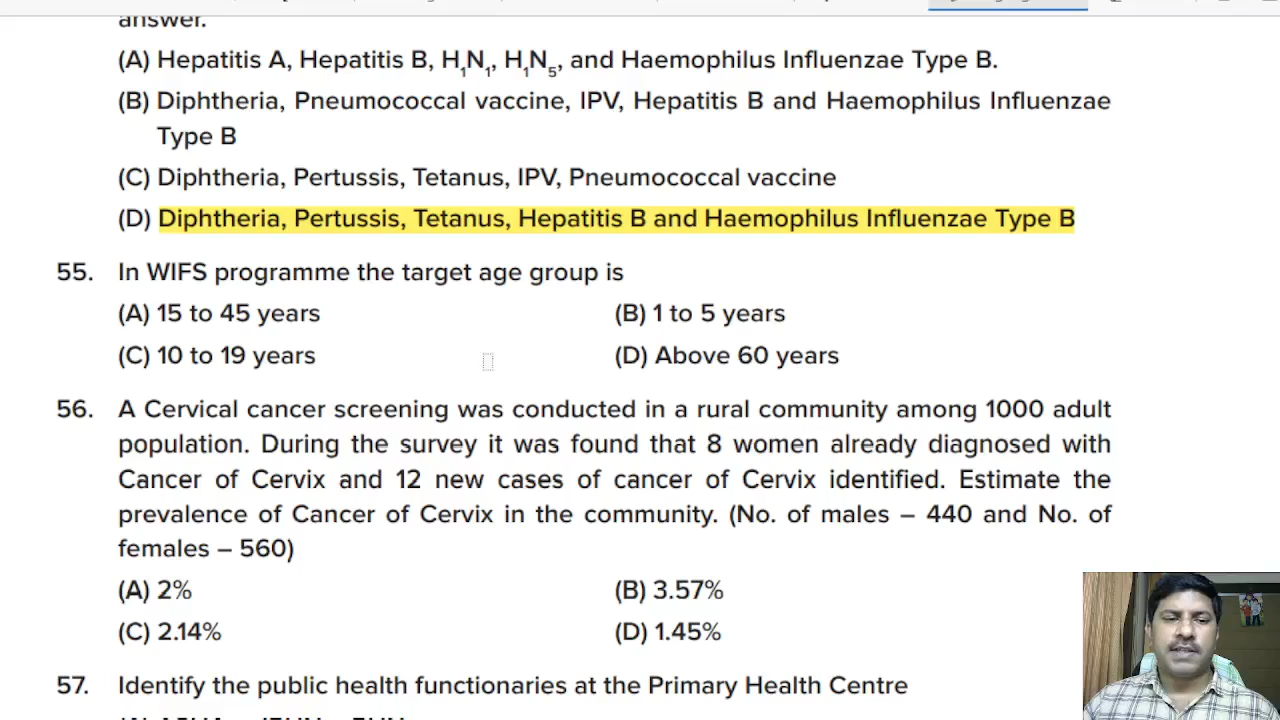 answer.
(A) Hepatitis A, Hepatitis B, H₁N₁, H₁N₅, and Haemophilus Influenzae Type B.
(B) Diphtheria, Pneumococcal vaccine, IPV, Hepatitis B and Haemophilus Influenzae
Type B
(C) Diphtheria, Pertussis, Tetanus, IPV, Pneumococcal vaccine
(D) Diphtheria, Pertussis, Tetanus, Hepatitis B and Haemophilus Influenzae Type B
55. In WIFS programme the target age group is
(A) 15 to 45 years (B) 1 to 5 years
(C) 10 to 19 years (D) Above 60 years
56. A Cervical cancer screening was conducted in a rural community among 1000 adult
population. During the survey it was found that 8 women already diagnosed with
Cancer of Cervix and 12 new cases of cancer of Cervix identified. Estimate the
prevalence of Cancer of Cervix in the community. (No. of males – 440 and No. of
females – 560)
(A) 2% (B) 3.57%
(C) 2.14% (D) 1.45%
57. Identify the public health functionaries at the Primary Health Centre